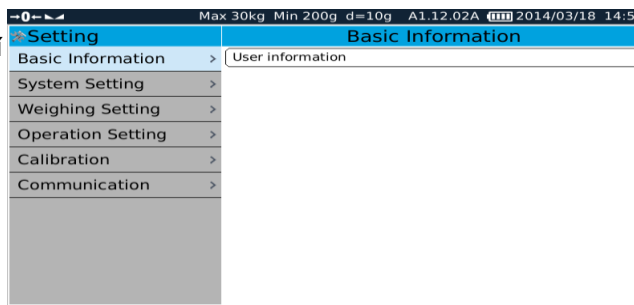 →0← Max 30kg Min 200g d=10g A1.12.02A 2014/03/18 14:5
Setting
Basic Information
Basic Information >
User information
System Setting >
Weighing Setting >
Operation Setting >
Calibration >
Communication >